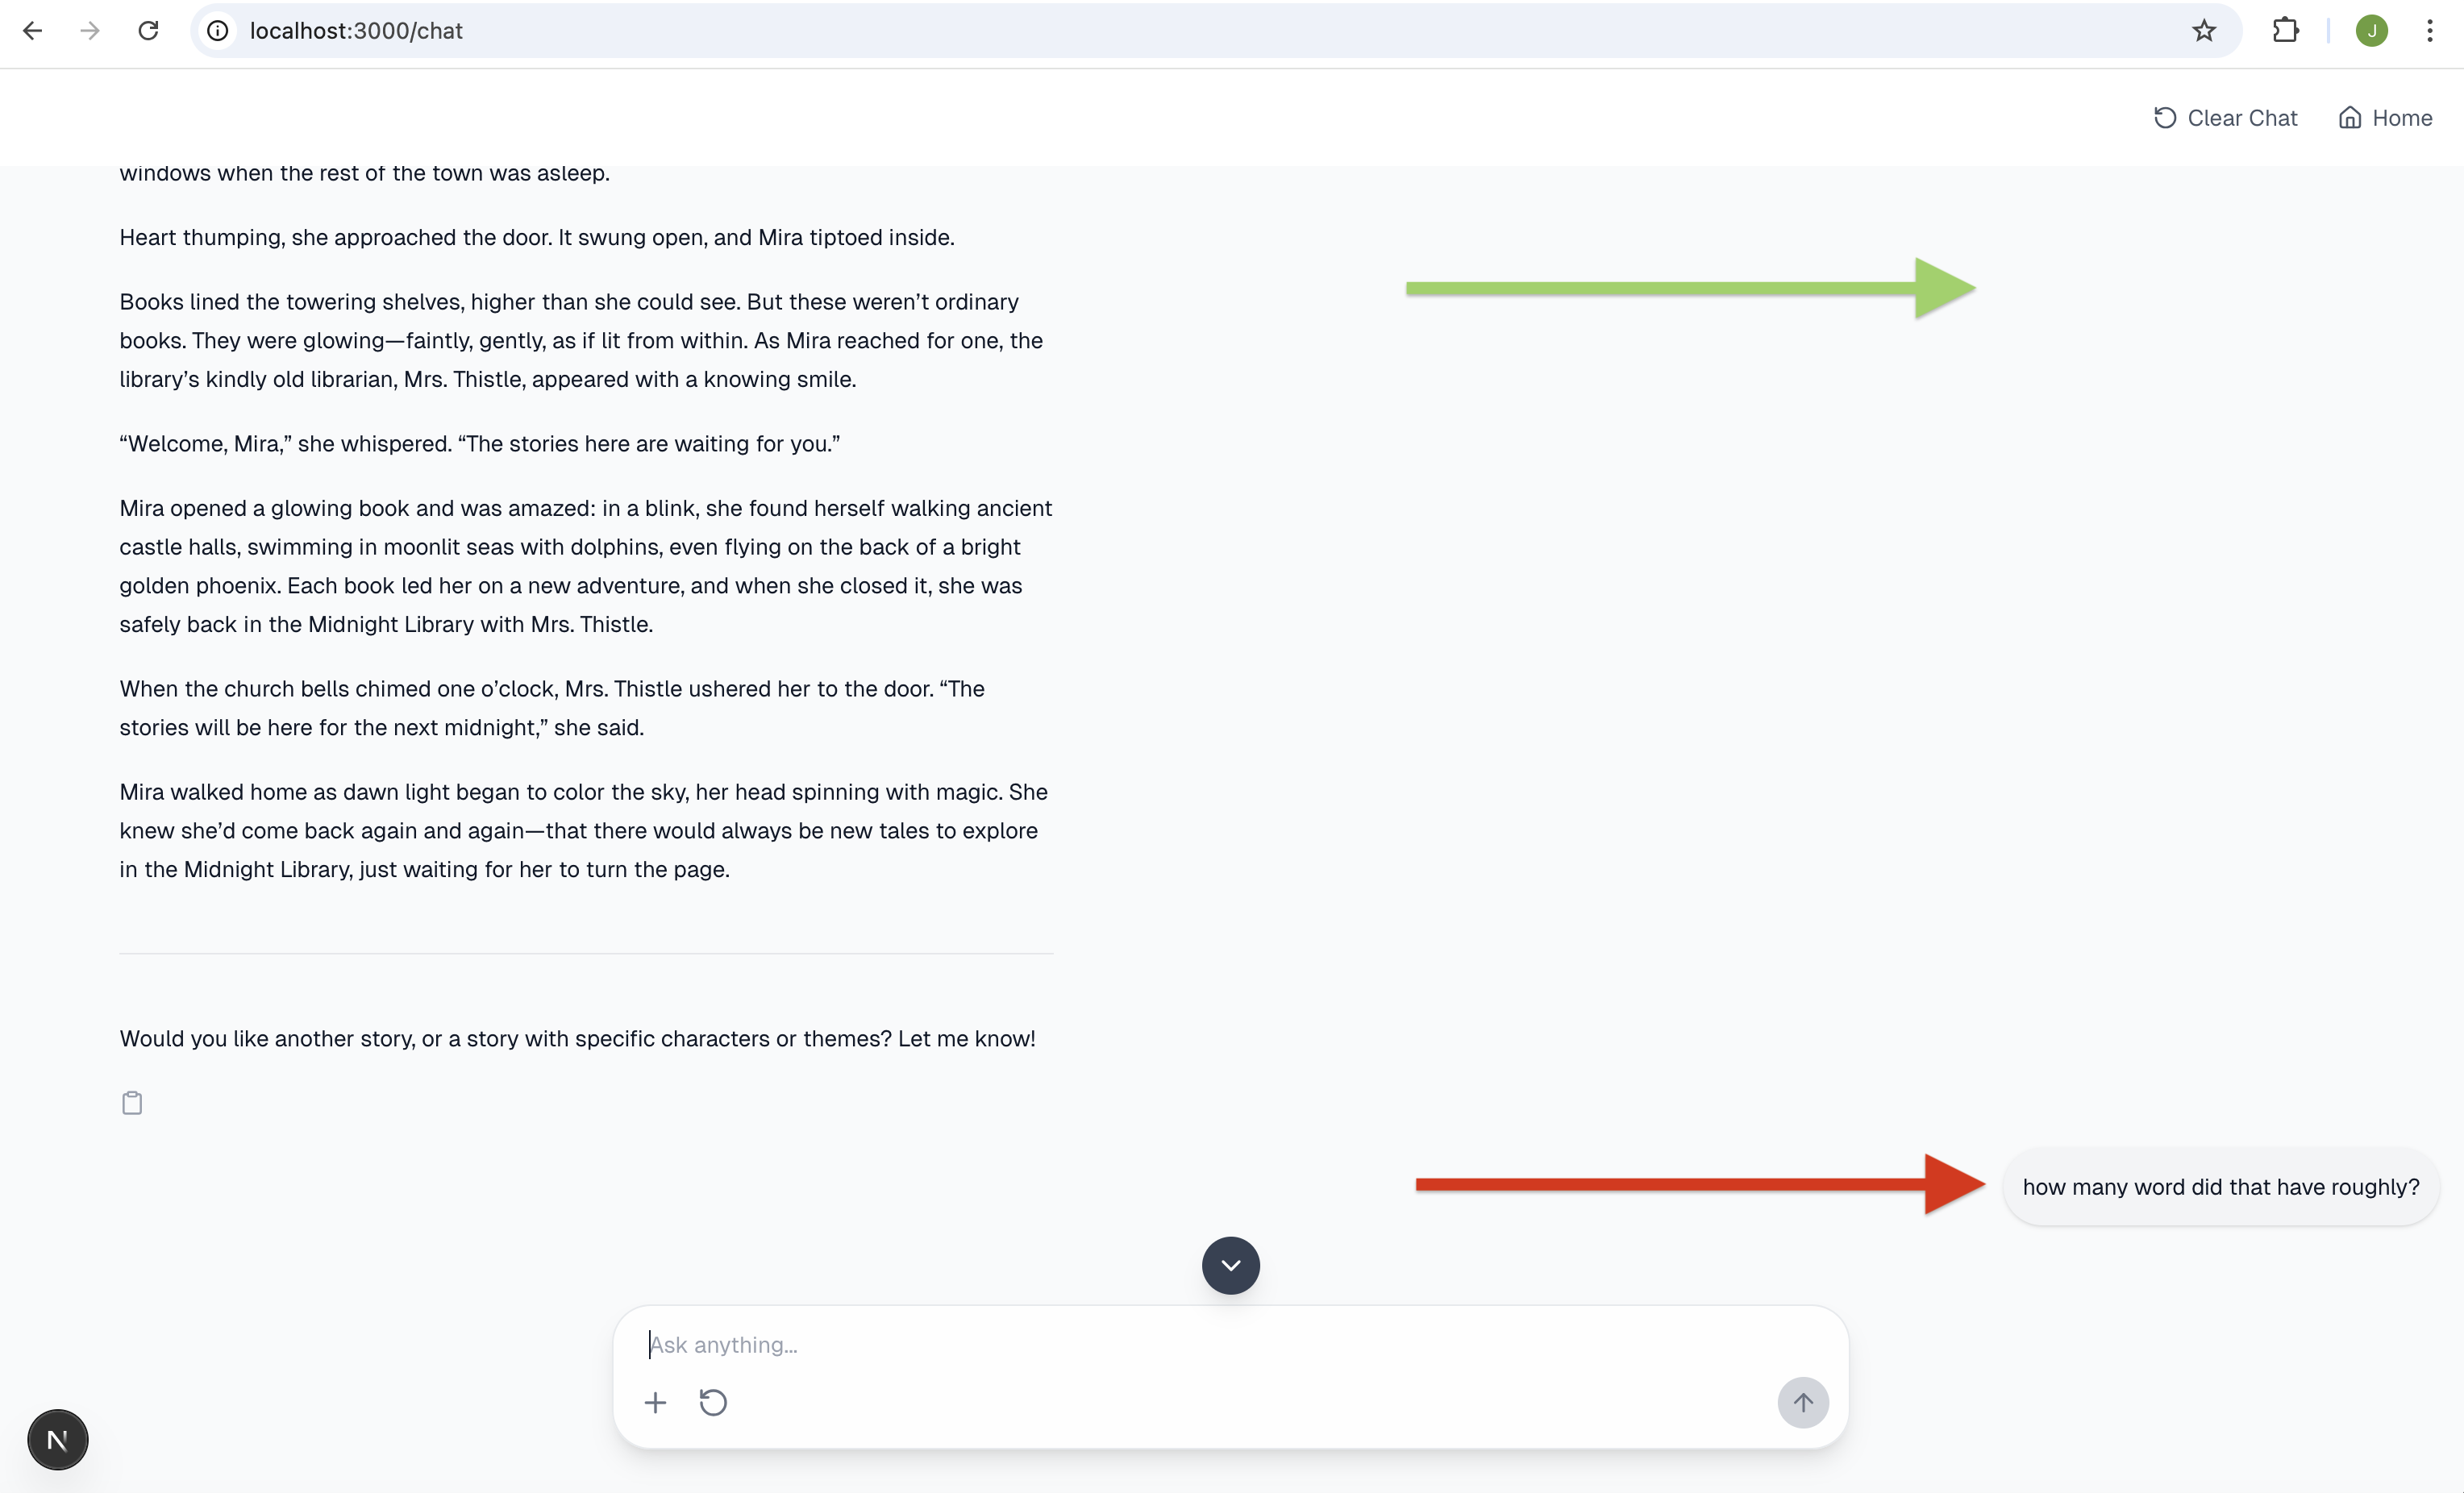 localhost:3000/chat
J
Clear Chat
Home
windows when the rest of the town was asleep.
Heart thumping, she approached the door. It swung open, and Mira tiptoed inside.
Books lined the towering shelves, higher than she could see. But these weren’t ordinary
books. They were glowing—faintly, gently, as if lit from within. As Mira reached for one, the
library’s kindly old librarian, Mrs. Thistle, appeared with a knowing smile.
“Welcome, Mira,” she whispered. “The stories here are waiting for you.”
Mira opened a glowing book and was amazed: in a blink, she found herself walking ancient
castle halls, swimming in moonlit seas with dolphins, even flying on the back of a bright
golden phoenix. Each book led her on a new adventure, and when she closed it, she was
safely back in the Midnight Library with Mrs. Thistle.
When the church bells chimed one o’clock, Mrs. Thistle ushered her to the door. “The
stories will be here for the next midnight,” she said.
Mira walked home as dawn light began to color the sky, her head spinning with magic. She
knew she’d come back again and again—that there would always be new tales to explore
in the Midnight Library, just waiting for her to turn the page.
Would you like another story, or a story with specific characters or themes? Let me know!
how many word did that have roughly?
Ask anything...
N